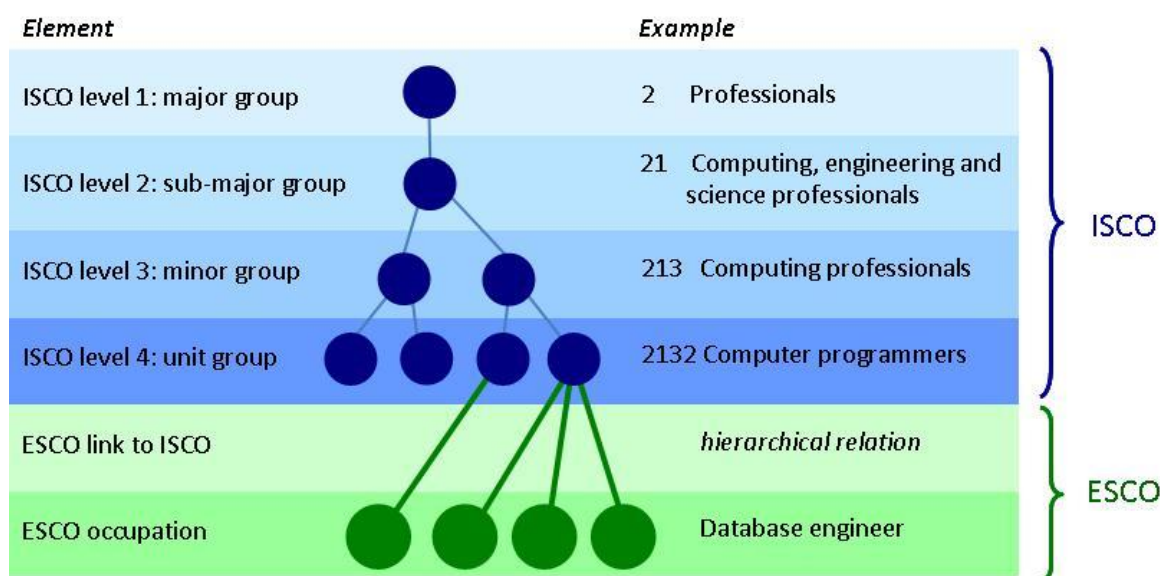 Element Example
ISCO level 1: major group 2 Professionals
ISCO level 2: sub-major group 21 Computing, engineering and
science professionals
ISCO
ISCO level 3: minor group 213 Computing professionals
ISCO level 4: unit group 2132 Computer programmers
ESCO link to ISCO hierarchical relation
ESCO
ESCO occupation Database engineer